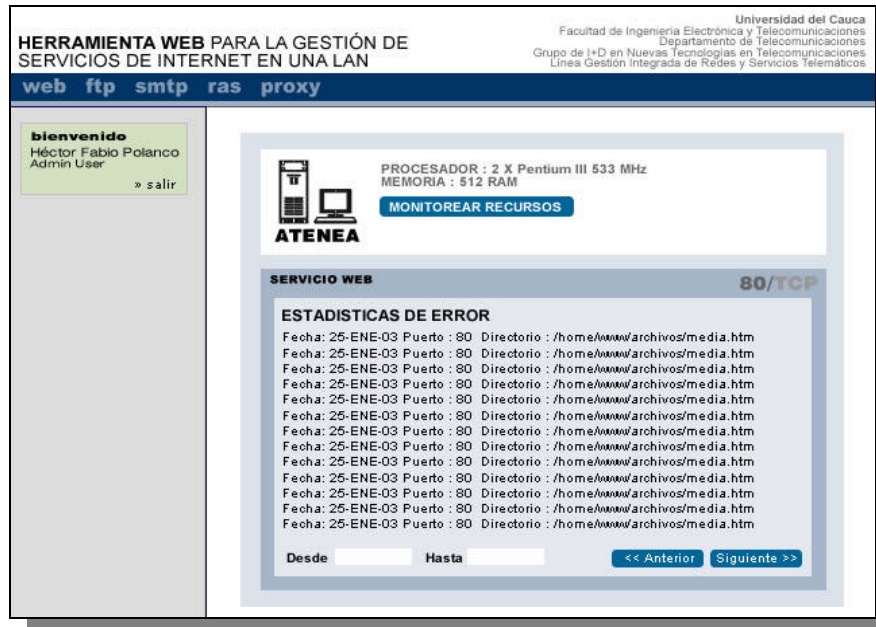 HERRAMIENTA WEB PARA LA GESTIÓN DE
SERVICIOS DE INTERNET EN UNA LAN
Universidad del Cauca
Facultad de Ingeniería Electrónica y Telecomunicaciones
Departamento de Telecomunicaciones
Grupo de I+D en Nuevas Tecnologías en Telecomunicaciones
Línea Gestión Integrada de Redes y Servicios Telemáticos
web ftp smtp ras proxy
bienvenido
Héctor Fabio Polanco
Admin User
» salir
PROCESADOR : 2 X Pentium III 533 MHz
MEMORIA : 512 RAM
MONITOREAR RECURSOS
ATENEA
SERVICIO WEB
80/TCP
ESTADISTICAS DE ERROR
Fecha: 25-ENE-03 Puerto : 80 Directorio : /home/www/archivos/media.htm
Fecha: 25-ENE-03 Puerto : 80 Directorio : /home/www/archivos/media.htm
Fecha: 25-ENE-03 Puerto : 80 Directorio : /home/www/archivos/media.htm
Fecha: 25-ENE-03 Puerto : 80 Directorio : /home/www/archivos/media.htm
Fecha: 25-ENE-03 Puerto : 80 Directorio : /home/www/archivos/media.htm
Fecha: 25-ENE-03 Puerto : 80 Directorio : /home/www/archivos/media.htm
Fecha: 25-ENE-03 Puerto : 80 Directorio : /home/www/archivos/media.htm
Fecha: 25-ENE-03 Puerto : 80 Directorio : /home/www/archivos/media.htm
Fecha: 25-ENE-03 Puerto : 80 Directorio : /home/www/archivos/media.htm
Fecha: 25-ENE-03 Puerto : 80 Directorio : /home/www/archivos/media.htm
Fecha: 25-ENE-03 Puerto : 80 Directorio : /home/www/archivos/media.htm
Fecha: 25-ENE-03 Puerto : 80 Directorio : /home/www/archivos/media.htm
Fecha: 25-ENE-03 Puerto : 80 Directorio : /home/www/archivos/media.htm
Desde Hasta << Anterior Siguiente >>